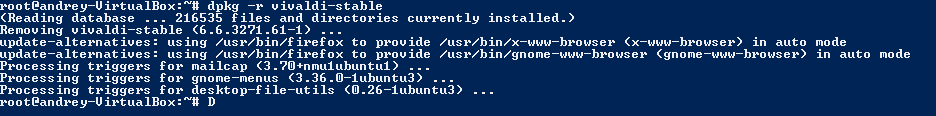 root@andrey-VirtualBox:~# dpkg -r vivaldi-stable
(Reading database ... 216535 files and directories currently installed.)
Removing vivaldi-stable (6.6.3271.61-1) ...
update-alternatives: using /usr/bin/firefox to provide /usr/bin/x-www-browser (x-www-browser) in auto mode
update-alternatives: using /usr/bin/firefox to provide /usr/bin/gnome-www-browser (gnome-www-browser) in auto mode
Processing triggers for mailcap (3.70+nmu1ubuntu1) ...
Processing triggers for gnome-menus (3.36.0-1ubuntu3) ...
Processing triggers for desktop-file-utils (0.26-1ubuntu3) ...
root@andrey-VirtualBox:~# D